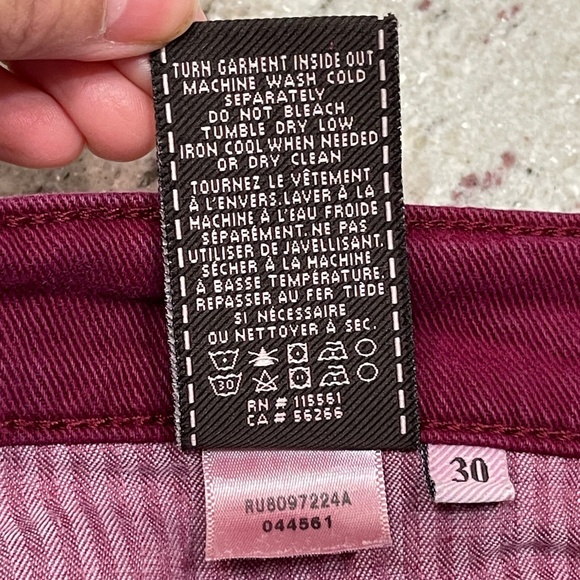 TURN GARMENT INSIDE OUT
MACHINE WASH COLD
SEPARATELY
DO NOT BLEACH
TUMBLE DRY LOW
IRON COOL WHEN NEEDED
OR DRY CLEAN
TOURNEZ LE VÊTEMENT
À L'ENVERS.LAVER À LA
MACHINE À L'EAU FROIDE
SÉPARÉMENT.NE PAS
UTILISER DE JAVELLISANT.
SÉCHER À LA MACHINE
À BASSE TEMPÉRATURE.
REPASSER AU FER TIÈDE
SI NÉCESSAIRE
OU NETTOYER À SEC.
30
RN # 115561
CA # 56266
RU8097224A
044561
30